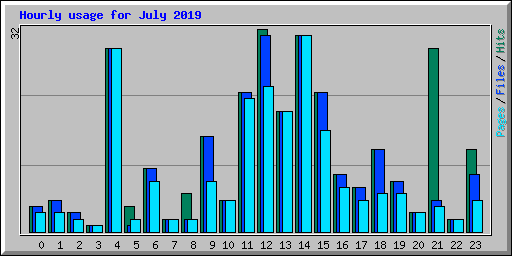 Hourly usage for July 2019
32
Pages / Files / Hits
0 1 2 3 4 5 6 7 8 9 10 11 12 13 14 15 16 17 18 19 20 21 22 23